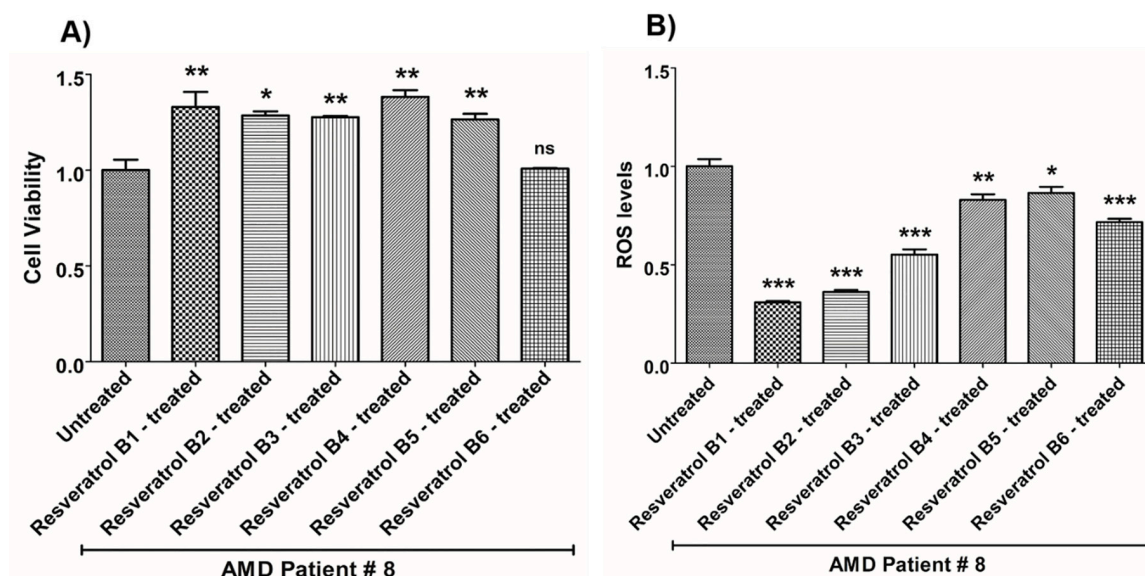 A)
Cell Viability
1.5
1.0
0.5
0.0
**
*
**
**
**
ns
Untreated
Resveratrol B1 - treated
Resveratrol B2 - treated
Resveratrol B3 - treated
Resveratrol B4 - treated
Resveratrol B5 - treated
Resveratrol B6 - treated
AMD Patient # 8
B)
ROS levels
1.5
1.0
0.5
0.0
***
***
***
**
*
***
Untreated
Resveratrol B1 - treated
Resveratrol B2 - treated
Resveratrol B3 - treated
Resveratrol B4 - treated
Resveratrol B5 - treated
Resveratrol B6 - treated
AMD Patient # 8